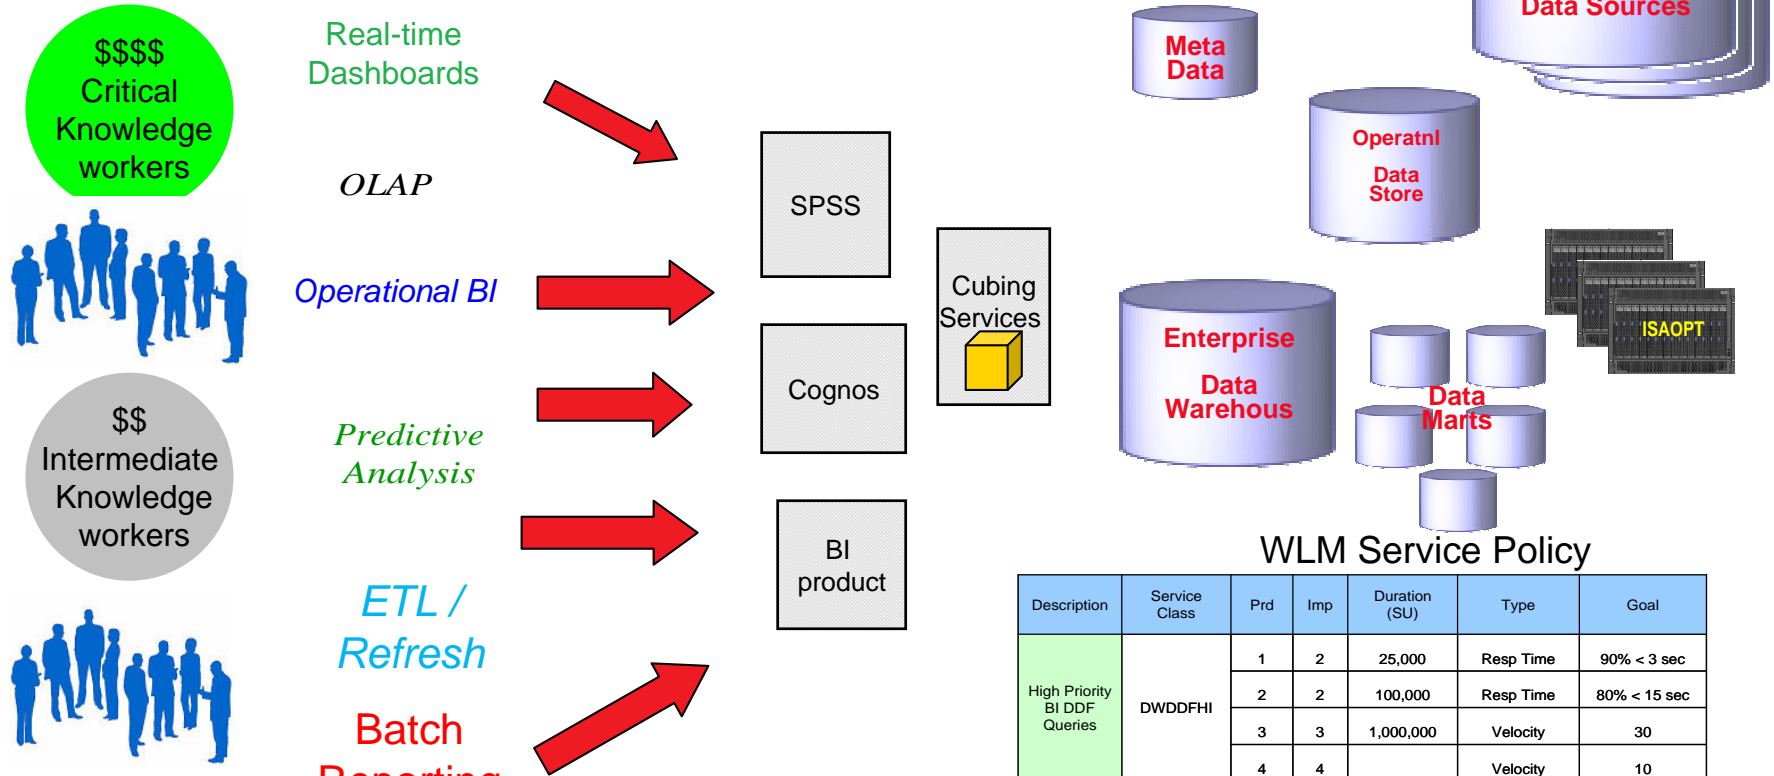 $$$$
Critical
Knowledge
workers
Real-time
Dashboards
OLAP
Operational BI
$$
Intermediate
Knowledge
workers
Predictive
Analysis
ETL /
Refresh
Batch
Reporting
SPSS
Cognos
BI
product
Cubing
Services
Meta
Data
Data Sources
Operatnl
Data
Store
Enterprise
Data
Warehous
Data
Marts
ISAOPT
WLM Service Policy
Description Service Class Prd Imp Duration (SU) Type Goal
High Priority BI DDF Queries DWDDFHI
1 2 25,000 Resp Time 90% < 3 sec
2 2 100,000 Resp Time 80% < 15 sec
3 3 1,000,000 Velocity 30
4 4 Velocity 10